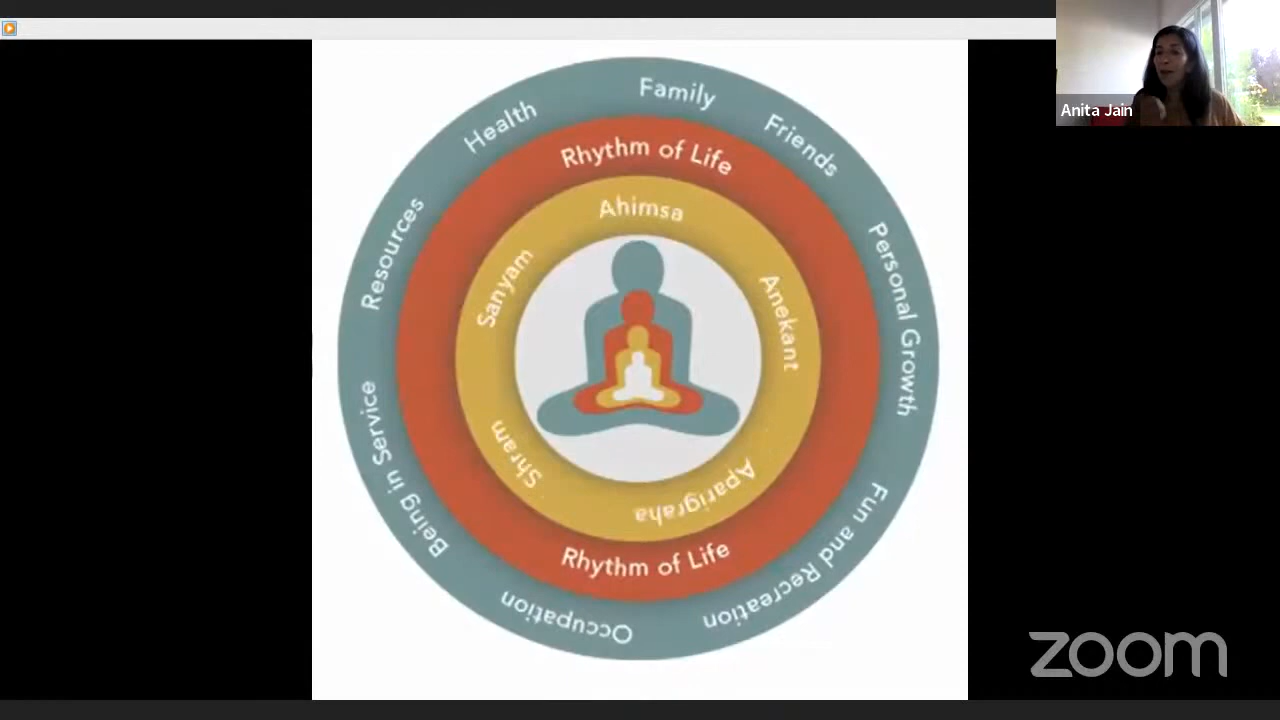 Anita Jain
Family
Friends
Personal Growth
Fun and Recreation
Occupation
Being in Service
Resources
Health
Rhythm of Life
Rhythm of Life
Ahimsa
Anekant
Aparigraha
Shram
Sanyam
zoom